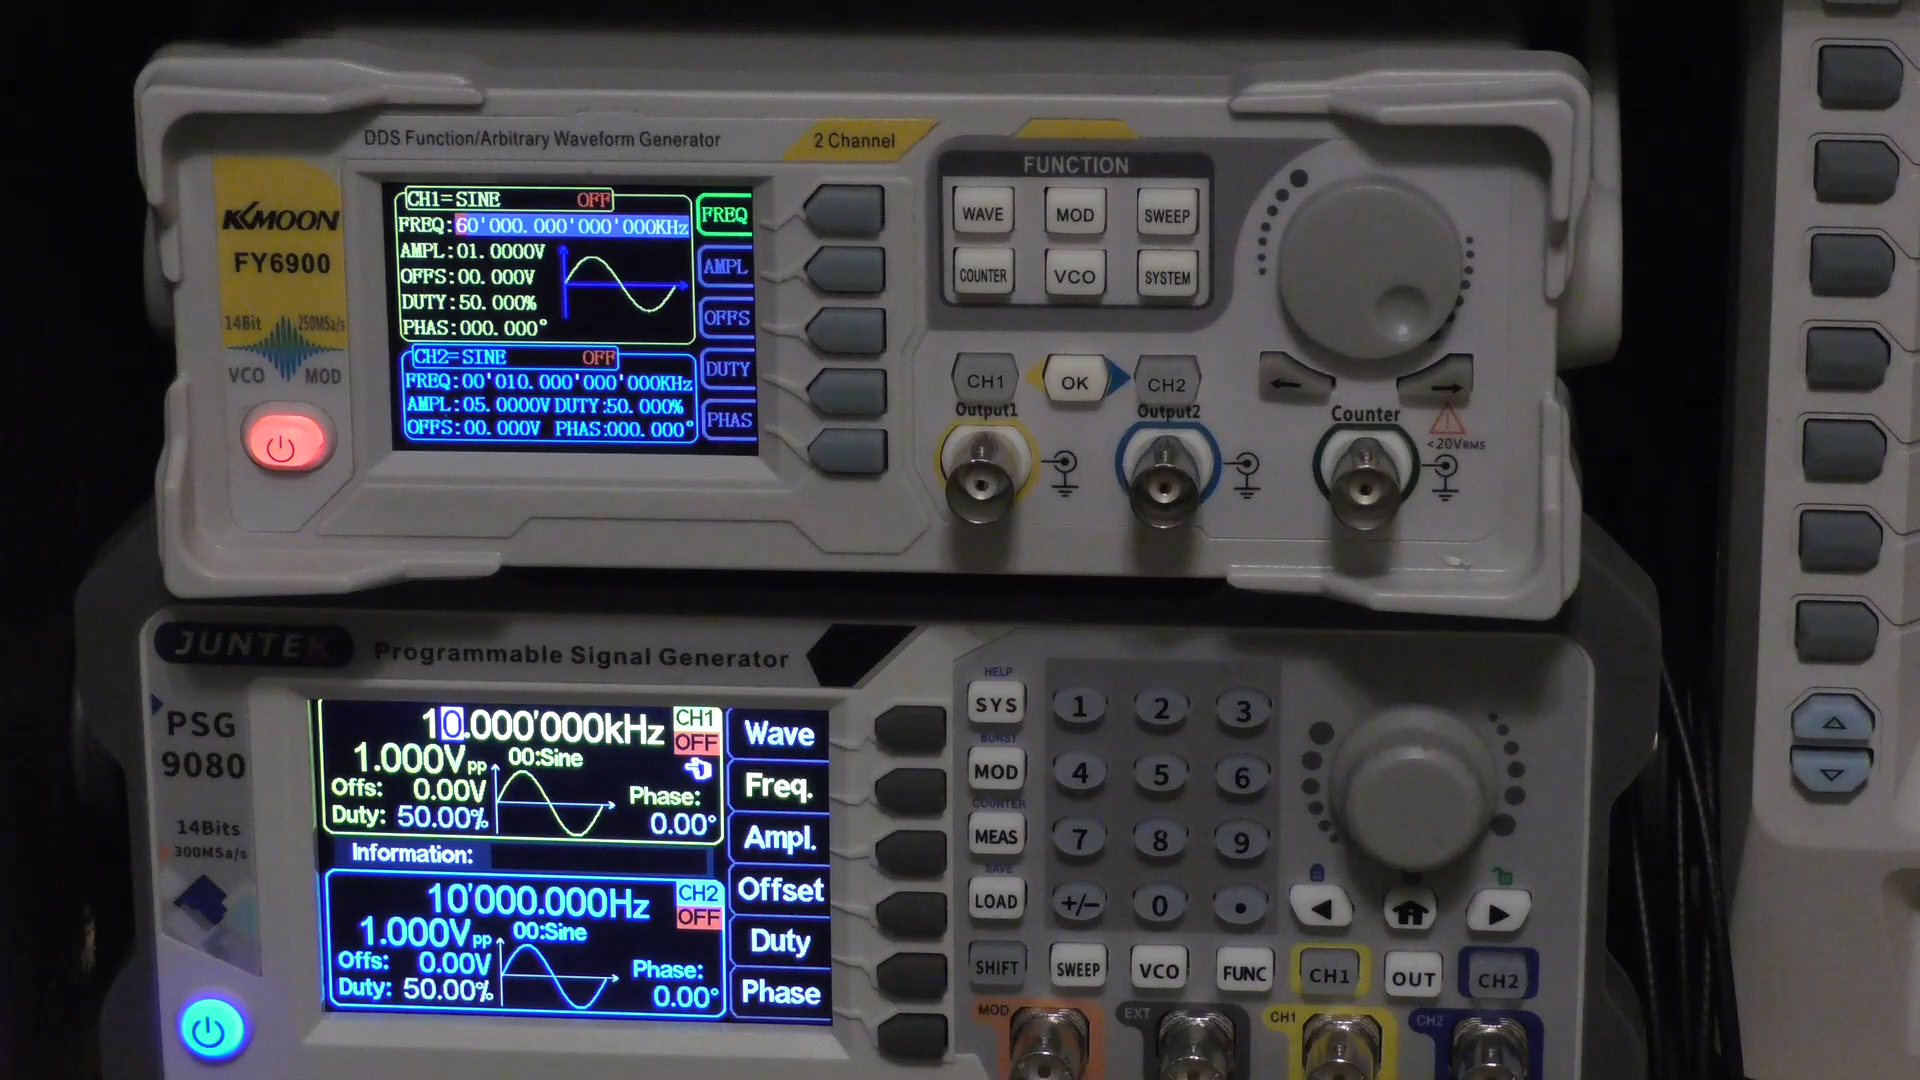 DDS Function/Arbitrary Waveform Generator
2 Channel
KKMOON
FY6900
14Bit 250MSa/s
VCO MOD
CH1=SINE OFF
FREQ:60'000.000'000'000KHz
AMPL:01.0000V
OFFS:00.000V
DUTY:50.000%
PHAS:000.000°
CH2=SINE OFF
FREQ:00'010.000'000'000KHz
AMPL:05.0000V DUTY:50.000%
OFFS:00.000V PHAS:000.000°
FREQ
AMPL
OFFS
DUTY
PHAS
FUNCTION
WAVE MOD SWEEP
COUNTER VCO SYSTEM
CH1 OK CH2
Output1 Output2 Counter
<20VRMS
JUNTEK
Programmable Signal Generator
PSG
9080
14Bits
300MSa/s
10.000'000kHz CH1
OFF
1.000Vpp 00:Sine
Offs: 0.00V
Duty: 50.00%
Phase:
0.00°
Information:
10'000.000Hz CH2
OFF
1.000Vpp 00:Sine
Offs: 0.00V
Duty: 50.00%
Phase:
0.00°
Wave
Freq.
Ampl.
Offset
Duty
Phase
HELP
SYS 1 2 3
BURST
MOD 4 5 6
COUNTER
MEAS 7 8 9
SAVE
LOAD +/- 0 •
SHIFT SWEEP VCO FUNC CH1 OUT CH2
MOD EXT CH1 CH2